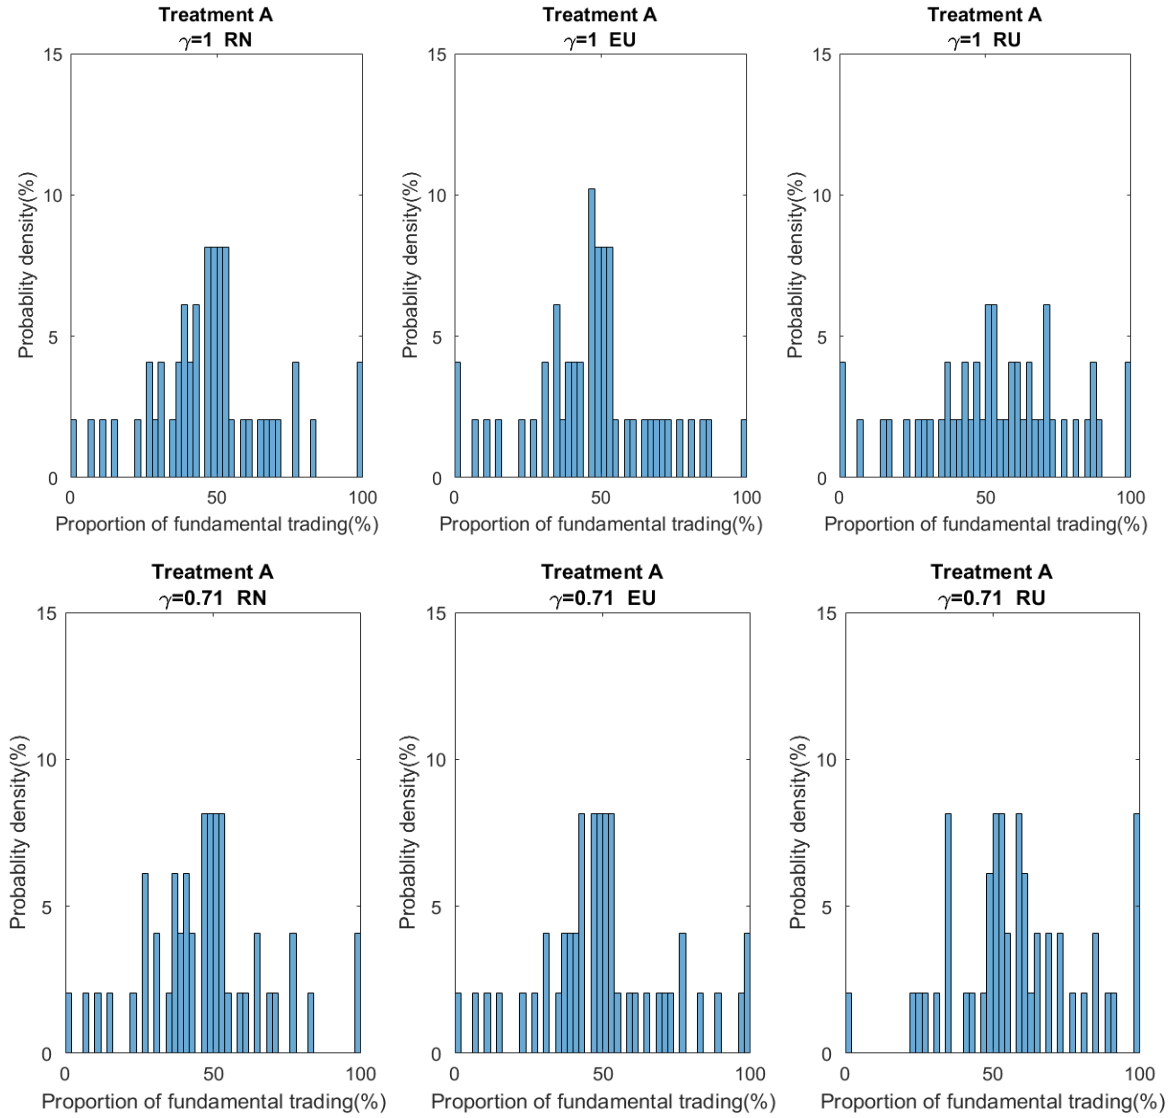 Treatment A
γ=1 RN
15
10
5
0
Probablity density(%)
0 50 100
Proportion of fundamental trading(%)
Treatment A
γ=1 EU
15
10
5
0
Probablity density(%)
0 50 100
Proportion of fundamental trading(%)
Treatment A
γ=1 RU
15
10
5
0
Probablity density(%)
0 50 100
Proportion of fundamental trading(%)
Treatment A
γ=0.71 RN
15
10
5
0
Probablity density(%)
0 50 100
Proportion of fundamental trading(%)
Treatment A
γ=0.71 EU
15
10
5
0
Probablity density(%)
0 50 100
Proportion of fundamental trading(%)
Treatment A
γ=0.71 RU
15
10
5
0
Probablity density(%)
0 50 100
Proportion of fundamental trading(%)